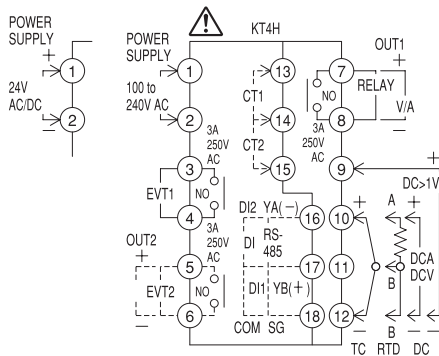 POWER
SUPPLY
+
1
24V
AC/DC
2
−
KT4H
POWER
SUPPLY
1
100 to
240V AC
2
3A
250V
AC
3
EVT1
NO
4
3A
250V
AC
OUT2
+
5
EVT2
NO
6
−
13
CT1
14
CT2
15
DI2 YA(−)
16
DI
RS-
485
17
DI1
YB(+)
18
COM SG
OUT1
+
7
RELAY
NO
V/A
8
−
3A
250V
AC
9
+
DC>1V
10
+
A
+
11
B
DCA
DCV
12
−
B
−
−
TC
RTD
DC